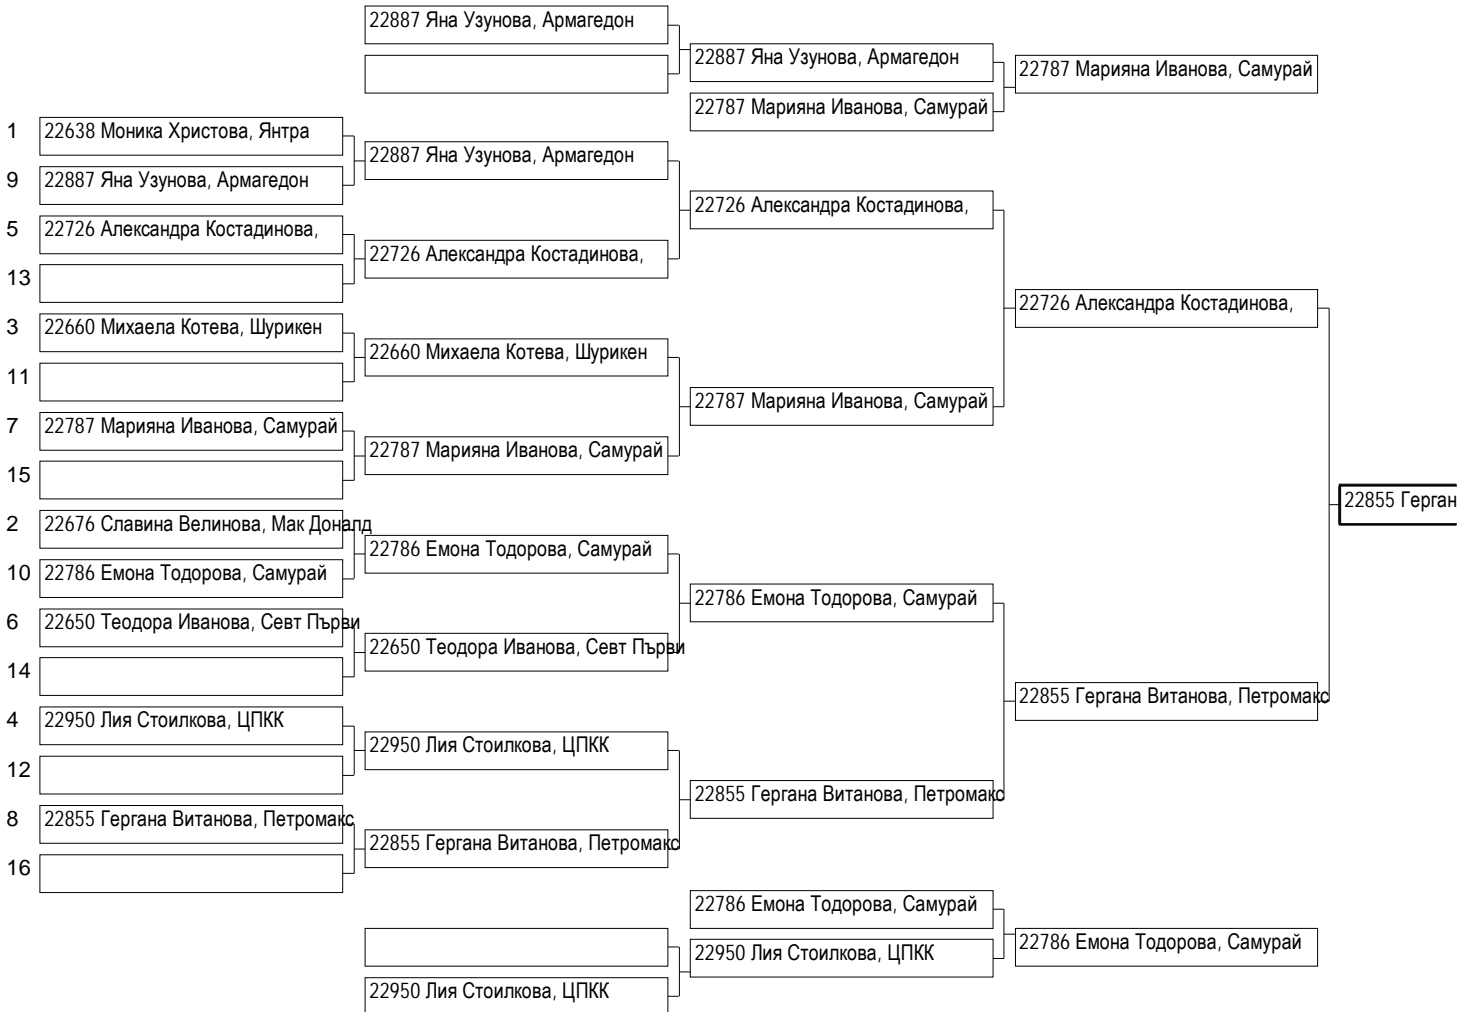 22887 Яна Узунова, Армагедон
22887 Яна Узунова, Армагедон
22787 Марияна Иванова, Самурай
22787 Марияна Иванова, Самурай
1 22638 Моника Христова, Янтра
22887 Яна Узунова, Армагедон
9 22887 Яна Узунова, Армагедон
22726 Александра Костадинова,
5 22726 Александра Костадинова,
22726 Александра Костадинова,
13
22726 Александра Костадинова,
3 22660 Михаела Котева, Шурикен
22660 Михаела Котева, Шурикен
11
22787 Марияна Иванова, Самурай
7 22787 Марияна Иванова, Самурай
22787 Марияна Иванова, Самурай
15
22855 Герган
2 22676 Славина Велинова, Мак Доналд
22786 Емона Тодорова, Самурай
10 22786 Емона Тодорова, Самурай
22786 Емона Тодорова, Самурай
6 22650 Теодора Иванова, Севт Първи
22650 Теодора Иванова, Севт Първи
14
22855 Гергана Витанова, Петромакс
4 22950 Лия Стоилкова, ЦПКК
22950 Лия Стоилкова, ЦПКК
12
22855 Гергана Витанова, Петромакс
8 22855 Гергана Витанова, Петромакс
22855 Гергана Витанова, Петромакс
16
22786 Емона Тодорова, Самурай
22786 Емона Тодорова, Самурай
22950 Лия Стоилкова, ЦПКК
22950 Лия Стоилкова, ЦПКК